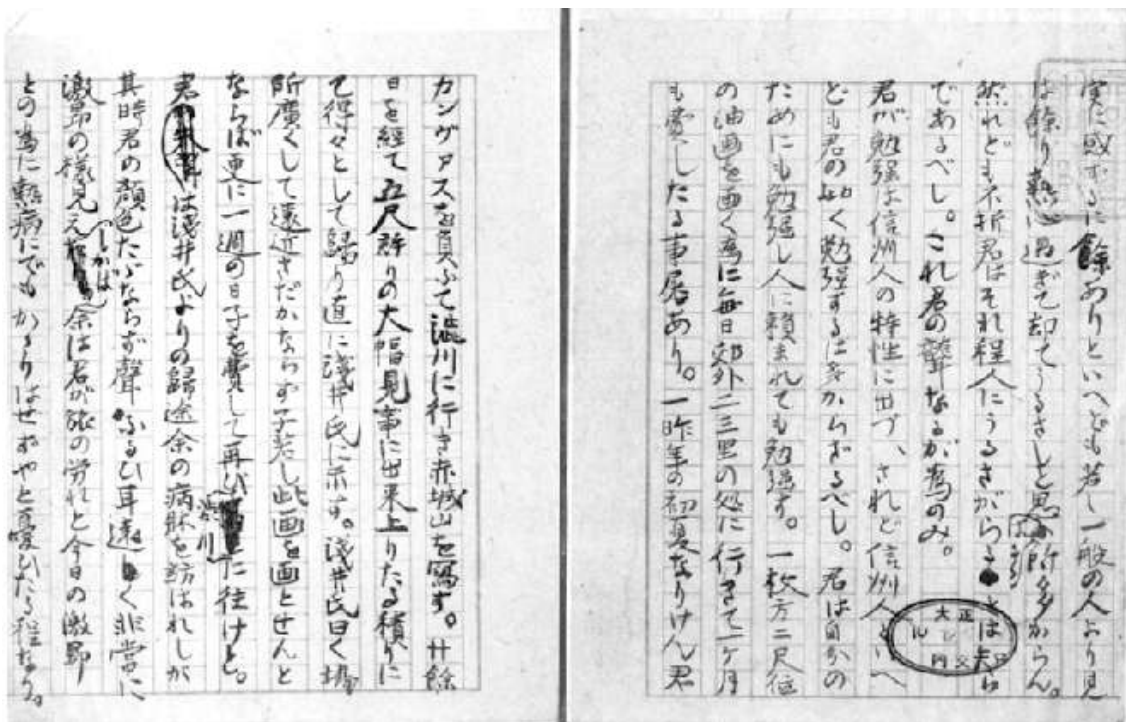 実に感ずるに餘ありといへども若し一般の人より見
は餘り熱心過ぎて却てうるさしと思ふ所多からん。
然れども不折君はそれ程人にうるさがらるゝとは夫ら
であるべし。これ君の聾なるが為のみ。
君が勉強は信州人の特性に出づ、されど信州人といへ
ども君の如く勉強するは多からざるべし。君は自分の
ためにも勉強し人に頼まれても勉強す。一枚方二尺位
の油画を画く為に毎日郊外二三里の処に行きて一ヶ月
も費したる事屡あり。一昨年の初夏なりけん君
カンヴァスを負ふて澁川に行き赤城山を寫す。廾餘
日を経て五尺許りの大幅見事に出来上りたる積りに
て得々として歸り直に浅井氏に示す。浅井氏曰く場
所廣くして遠近さだかならず子若し此画を画とせんと
ならば更に一週の日子を費して再び澁川に往けと。
君は浅井氏よりの歸途余の病牀を訪はれしが
其時君の顔色たゞならず聲ふるひ耳遠く非常に
激昂の様見えしかば余は君が旅の労れと今日の激昂
との為に熱病にでもかゝりはせずやと憂ひたる程なり。